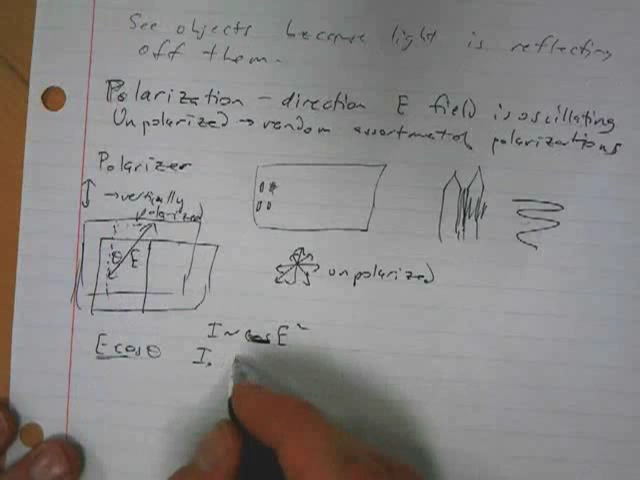 See objects because light is reflecting
off them.
Polarization - direction E field is oscillating
Unpolarized → random assortment of polarizations
Polarizer
↕ → vertically
polarized
θ E
unpolarized
E cosθ
I ~ E²
I